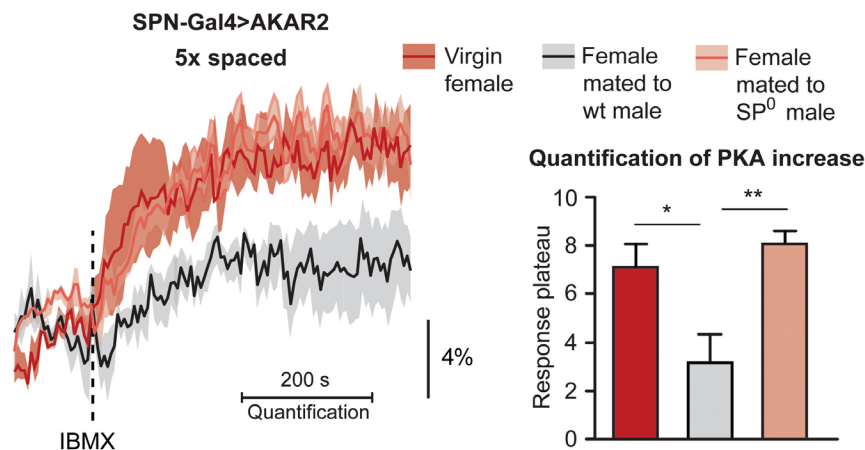 SPN-Gal4>AKAR2
5x spaced
Virgin
female
Female
mated to
wt male
Female
mated to
SP⁰ male
IBMX
200 s
Quantification
4%
Quantification of PKA increase
Response plateau
10
8
6
4
2
0
*
**